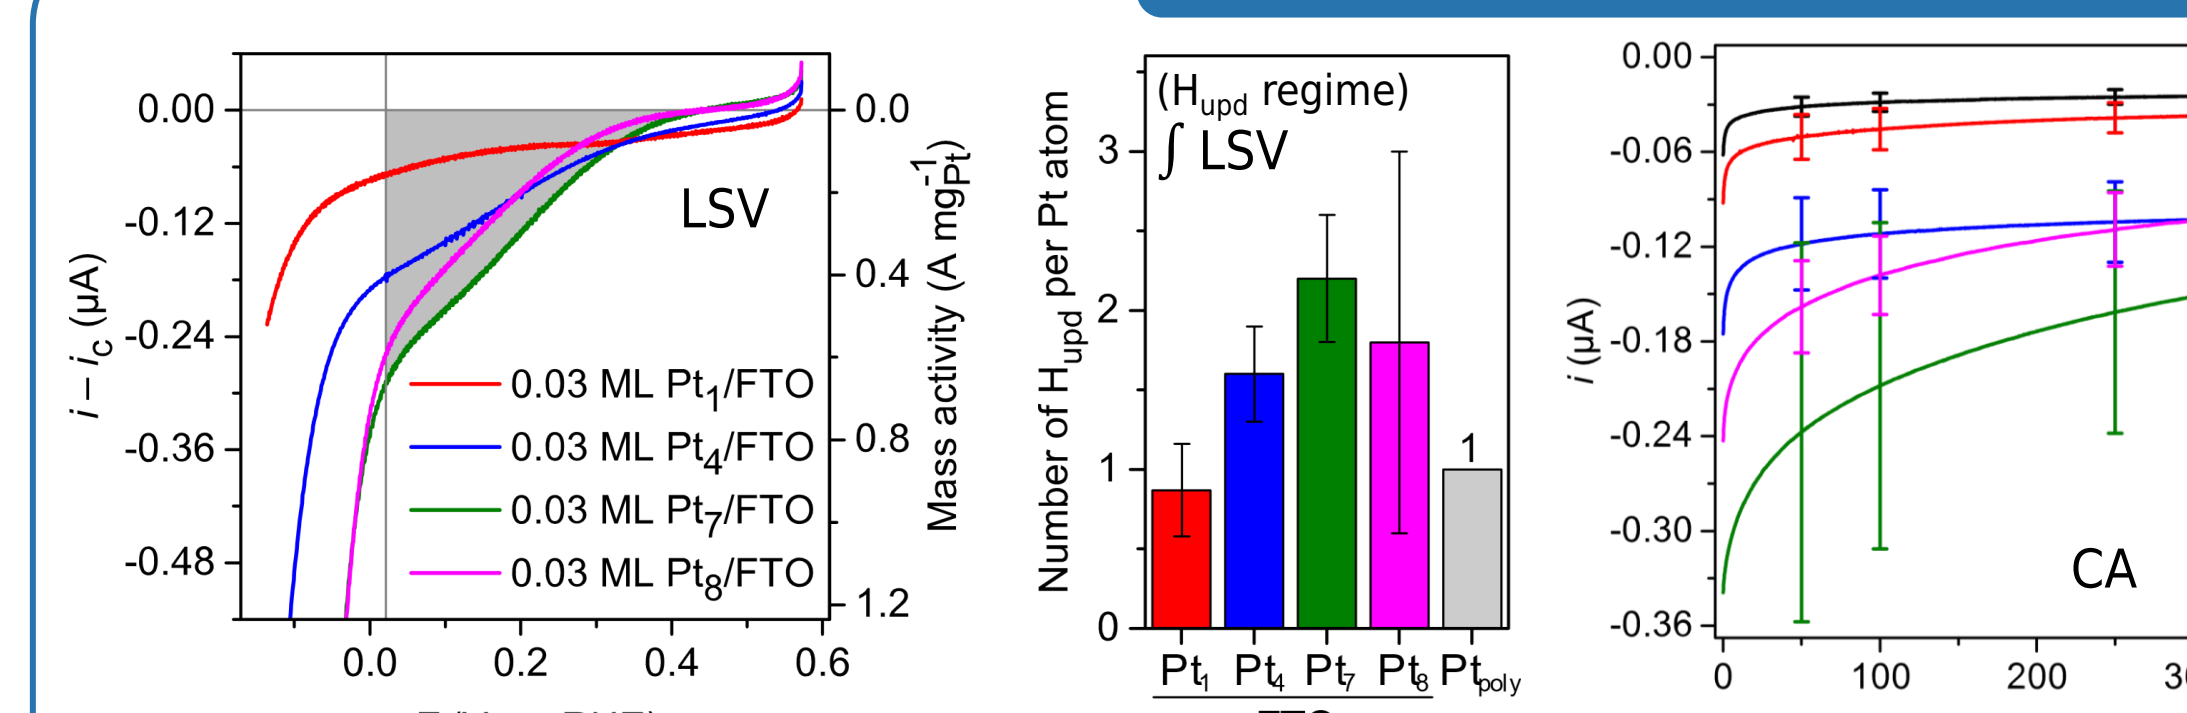 0.00
-0.12
-0.24
-0.36
-0.48
i – i_C (µA)
0.0
0.2
0.4
0.6
0.0
0.4
0.8
1.2
Mass activity (A mg_Pt^-1)
LSV
0.03 ML Pt₁/FTO
0.03 ML Pt₄/FTO
0.03 ML Pt₇/FTO
0.03 ML Pt₈/FTO
Number of H_upd per Pt atom
(H_upd regime)
∫ LSV
3
2
1
0
1
Pt₁ Pt₄ Pt₇ Pt₈ Pt_poly
i (µA)
0.00
-0.06
-0.12
-0.18
-0.24
-0.30
-0.36
CA
0
100
200